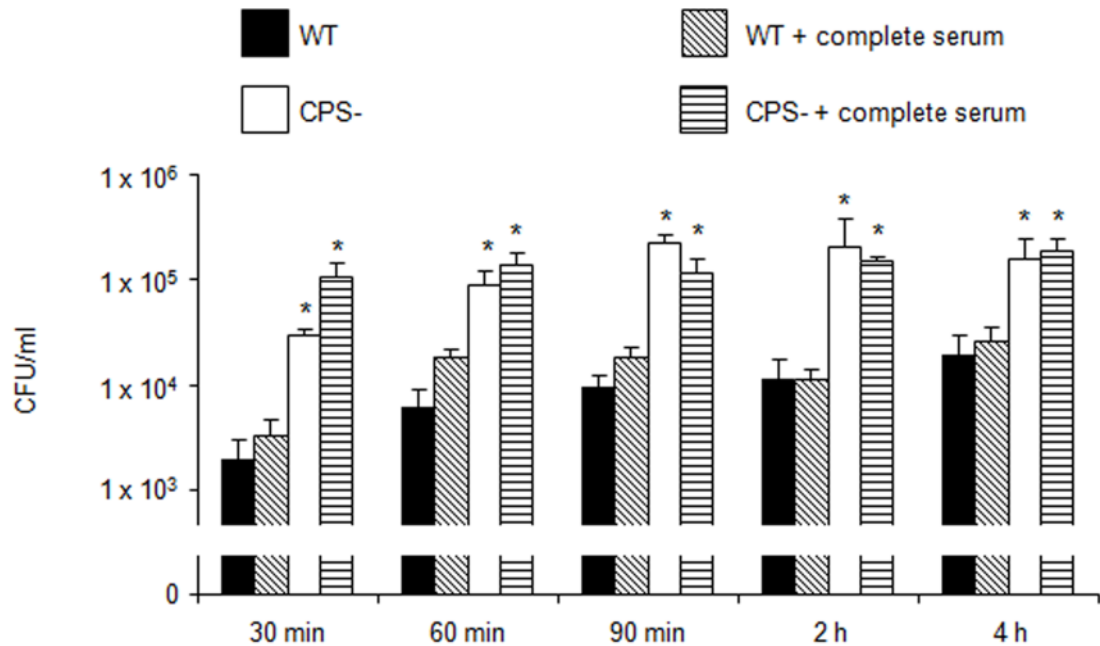 WT
WT + complete serum
CPS-
CPS- + complete serum
1 x 10⁶
1 x 10⁵
1 x 10⁴
1 x 10³
0
CFU/ml
* *
* *
* *
* *
* *
30 min 60 min 90 min 2 h 4 h